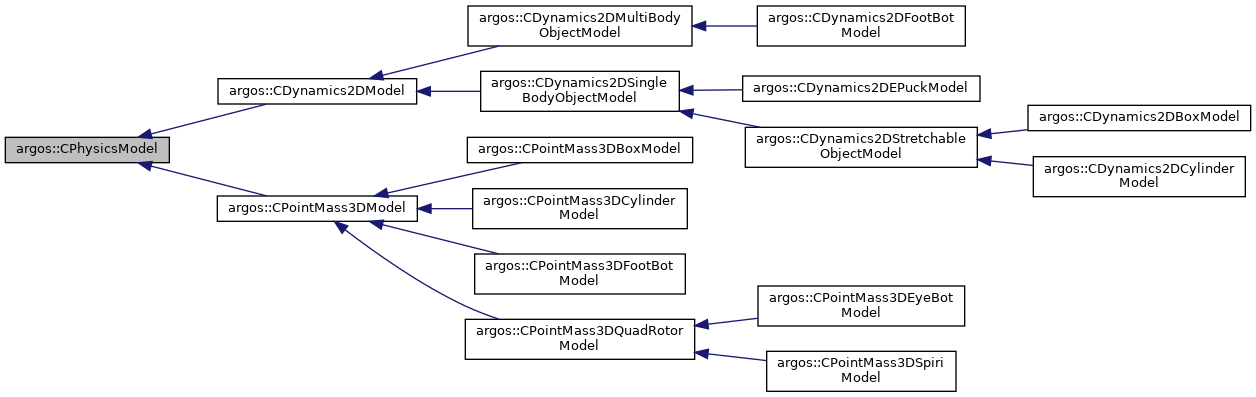 argos::CDynamics2DMultiBody
ObjectModel
argos::CDynamics2DFootBot
Model
argos::CDynamics2DModel
argos::CDynamics2DSingle
BodyObjectModel
argos::CDynamics2DEPuckModel
argos::CDynamics2DBoxModel
argos::CPhysicsModel
argos::CPointMass3DBoxModel
argos::CDynamics2DStretchable
ObjectModel
argos::CDynamics2DCylinder
Model
argos::CPointMass3DModel
argos::CPointMass3DCylinder
Model
argos::CPointMass3DFootBot
Model
argos::CPointMass3DQuadRotor
Model
argos::CPointMass3DEyeBot
Model
argos::CPointMass3DSpiri
Model